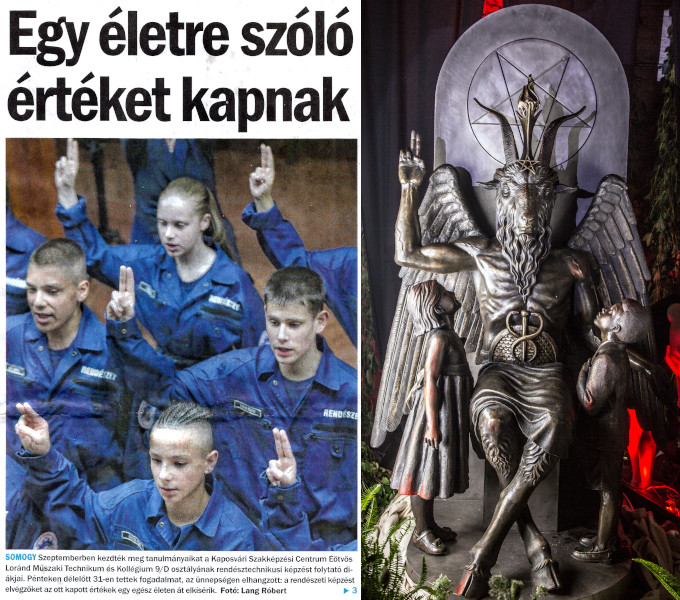 Egy életre szóló
értéket kapnak
RENDÉSZET
RENDÉSZET
SOMOGY Szeptemberben kezdték meg tanulmányaikat a Kaposvári Szakképzési Centrum Eötvös
Loránd Műszaki Technikum és Kollégium 9/D osztályának rendésztechnikusi képzést folytató di-
ákjai. Pénteken délelőtt 31-en tettek fogadalmat, az ünnepségen elhangzott: a rendészeti képzést
elvégzőket az ott kapott értékek egy egész életen át elkísérik. Fotó: Lang Róbert ▶ 3